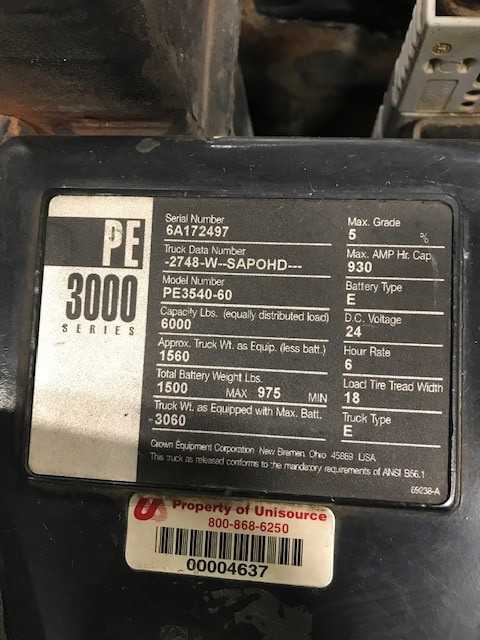 PE
3000
SERIES
Serial Number
6A172497
Truck Data Number
-2748-W--SAPOHD---
Model Number
PE3540-60
Capacity Lbs. (equally distributed load)
6000
Approx. Truck Wt. as Equip. (less batt.)
1560
Total Battery Weight Lbs.
1500 MAX 975 MIN
Truck Wt. as Equipped with Max. Batt.
3060
Max. Grade
5 %
Max. AMP Hr. Cap.
930
Battery Type
E
D.C. Voltage
24
Hour Rate
6
Load Tire Tread Width
18
Truck Type
E
Crown Equipment Corporation New Bremen, Ohio 45869 USA
This truck as released conforms to the mandatory requirements of ANSI B56.1
Property of Unisource
800-868-6250
00004637